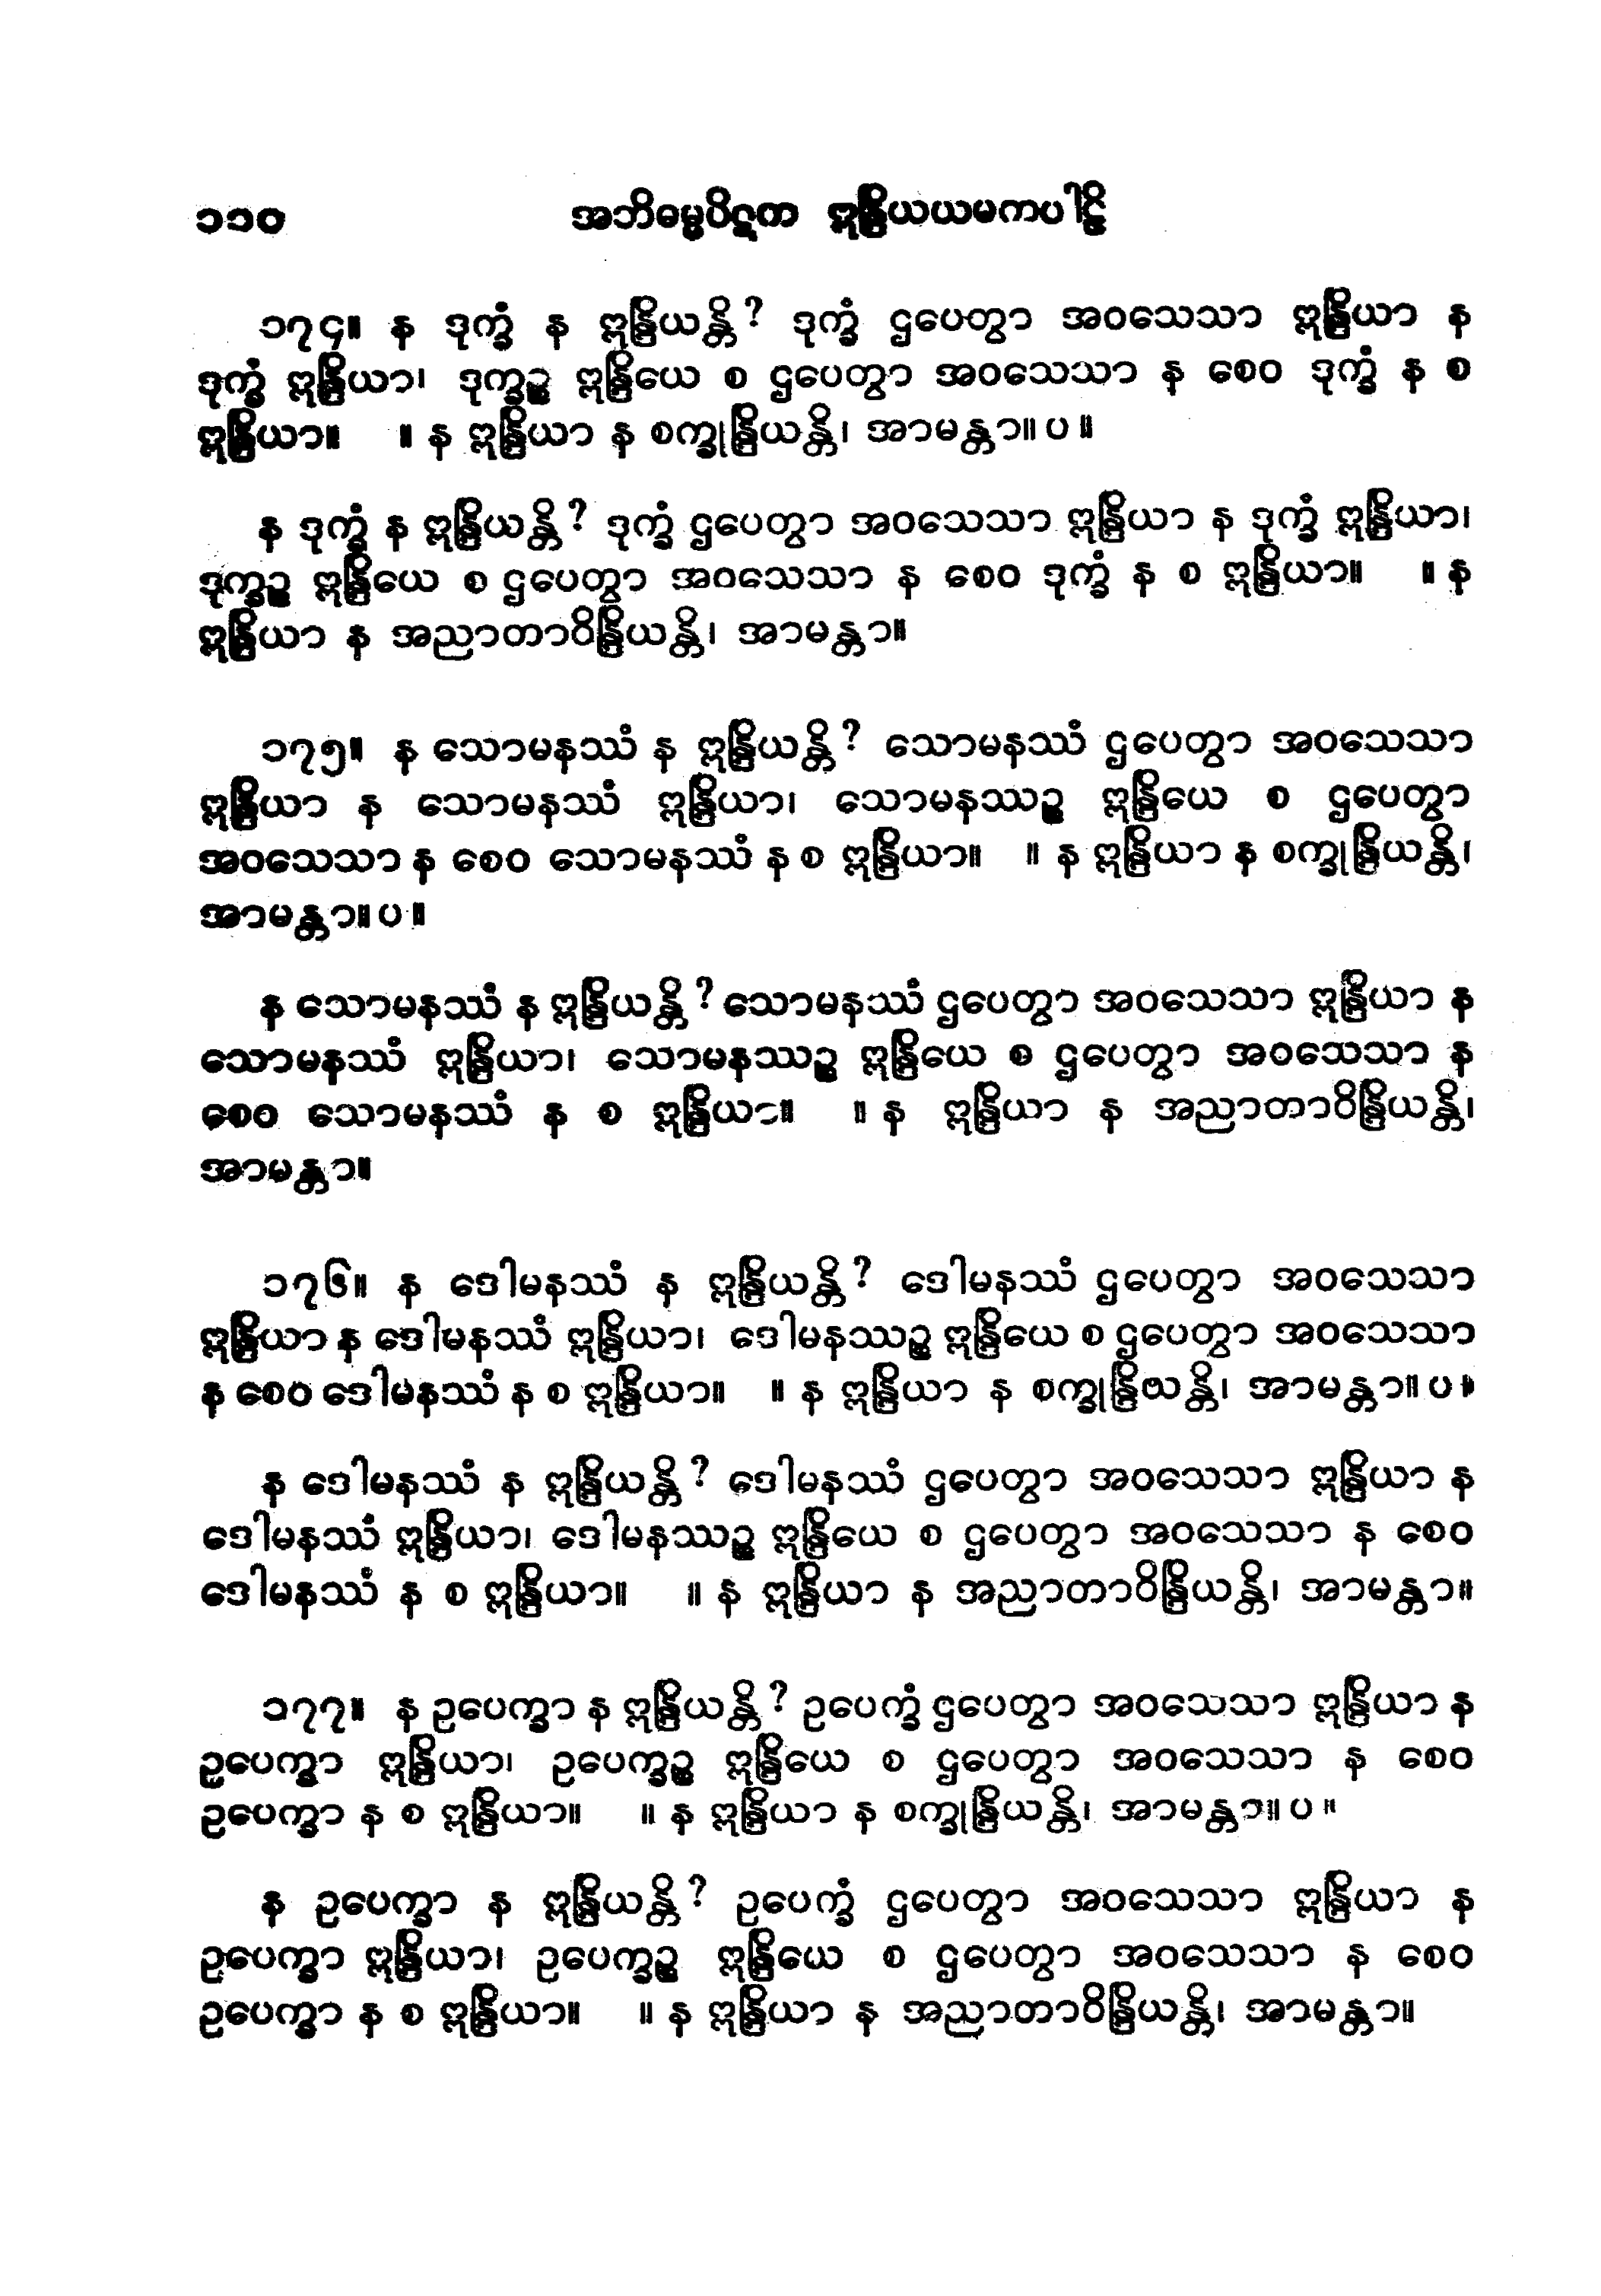 ၁၁၀ အဘိဓမ္မပိဋက ဣန္ဒြိယယမကပါဠိ
၁၇၄။ န ဒုက္ခံ န ဣန္ဒြိယန္တိ? ဒုက္ခံ ဌပေတွာ အဝသေသာ ဣန္ဒြိယာ န
ဒုက္ခံ ဣန္ဒြိယာ၊ ဒုက္ခဉ္စ ဣန္ဒြိယေ စ ဌပေတွာ အဝသေသာ န စေဝ ဒုက္ခံ န စ
ဣန္ဒြိယာ။ ။ န ဣန္ဒြိယာ န စက္ခုန္ဒြိယန္တိ၊ အာမန္တာ။ ပ ။
န ဒုက္ခံ န ဣန္ဒြိယန္တိ? ဒုက္ခံ ဌပေတွာ အဝသေသာ ဣန္ဒြိယာ န ဒုက္ခံ ဣန္ဒြိယာ၊
ဒုက္ခဉ္စ ဣန္ဒြိယေ စ ဌပေတွာ အဝသေသာ န စေဝ ဒုက္ခံ န စ ဣန္ဒြိယာ။ ။ န
ဣန္ဒြိယာ န အညာတာဝိန္ဒြိယန္တိ၊ အာမန္တာ။
၁၇၅။ န သောမနဿံ န ဣန္ဒြိယန္တိ? သောမနဿံ ဌပေတွာ အဝသေသာ
ဣန္ဒြိယာ န သောမနဿံ ဣန္ဒြိယာ၊ သောမနဿဉ္စ ဣန္ဒြိယေ စ ဌပေတွာ
အဝသေသာ န စေဝ သောမနဿံ န စ ဣန္ဒြိယာ။ ။ န ဣန္ဒြိယာ န စက္ခုန္ဒြိယန္တိ၊
အာမန္တာ။ ပ ။
န သောမနဿံ န ဣန္ဒြိယန္တိ? သောမနဿံ ဌပေတွာ အဝသေသာ ဣန္ဒြိယာ န
သောမနဿံ ဣန္ဒြိယာ၊ သောမနဿဉ္စ ဣန္ဒြိယေ စ ဌပေတွာ အဝသေသာ န
စေဝ သောမနဿံ န စ ဣန္ဒြိယာ။ ။ န ဣန္ဒြိယာ န အညာတာဝိန္ဒြိယန္တိ၊
အာမန္တာ။
၁၇၆။ န ဒေါမနဿံ န ဣန္ဒြိယန္တိ? ဒေါမနဿံ ဌပေတွာ အဝသေသာ
ဣန္ဒြိယာ န ဒေါမနဿံ ဣန္ဒြိယာ၊ ဒေါမနဿဉ္စ ဣန္ဒြိယေ စ ဌပေတွာ အဝသေသာ
န စေဝ ဒေါမနဿံ န စ ဣန္ဒြိယာ။ ။ န ဣန္ဒြိယာ န စက္ခုန္ဒြိယန္တိ၊ အာမန္တာ။ ပ ။
န ဒေါမနဿံ န ဣန္ဒြိယန္တိ? ဒေါမနဿံ ဌပေတွာ အဝသေသာ ဣန္ဒြိယာ န
ဒေါမနဿံ ဣန္ဒြိယာ၊ ဒေါမနဿဉ္စ ဣန္ဒြိယေ စ ဌပေတွာ အဝသေသာ န စေဝ
ဒေါမနဿံ န စ ဣန္ဒြိယာ။ ။ န ဣန္ဒြိယာ န အညာတာဝိန္ဒြိယန္တိ၊ အာမန္တာ။
၁၇၇။ န ဥပေက္ခာ န ဣန္ဒြိယန္တိ? ဥပေက္ခံ ဌပေတွာ အဝသေသာ ဣန္ဒြိယာ န
ဥပေက္ခာ ဣန္ဒြိယာ၊ ဥပေက္ခဉ္စ ဣန္ဒြိယေ စ ဌပေတွာ အဝသေသာ န စေဝ
ဥပေက္ခာ န စ ဣန္ဒြိယာ။ ။ န ဣန္ဒြိယာ န စက္ခုန္ဒြိယန္တိ၊ အာမန္တာ။ ပ ။
န ဥပေက္ခာ န ဣန္ဒြိယန္တိ? ဥပေက္ခံ ဌပေတွာ အဝသေသာ ဣန္ဒြိယာ န
ဥပေက္ခာ ဣန္ဒြိယာ၊ ဥပေက္ခဉ္စ ဣန္ဒြိယေ စ ဌပေတွာ အဝသေသာ န စေဝ
ဥပေက္ခာ န စ ဣန္ဒြိယာ။ ။ န ဣန္ဒြိယာ န အညာတာဝိန္ဒြိယန္တိ၊ အာမန္တာ။